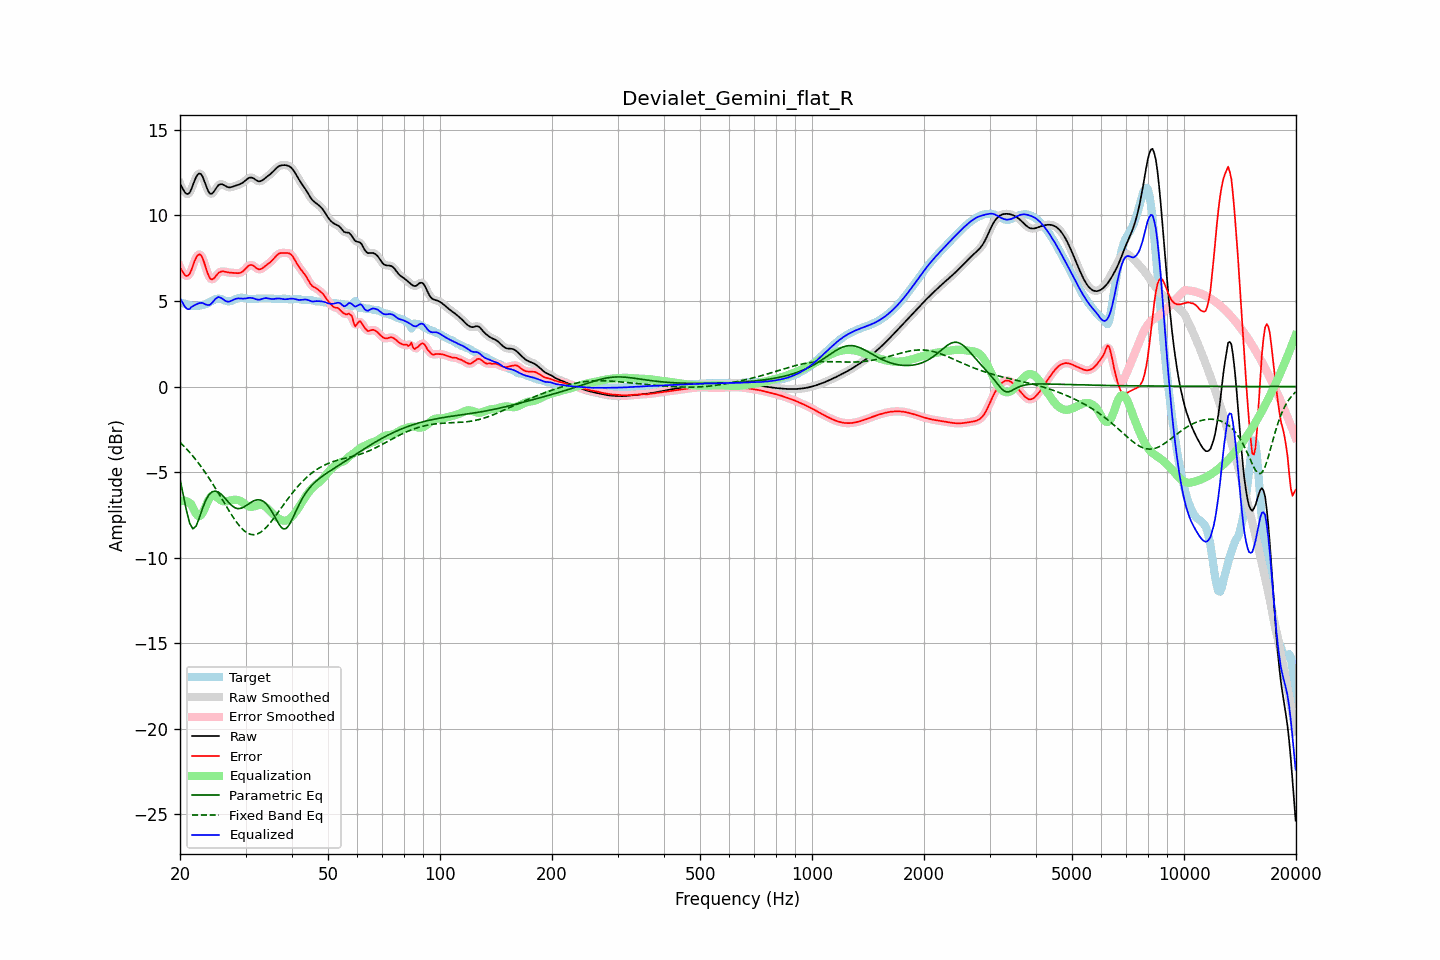 Devialet_Gemini_flat_R
15
10
5
0
−5
−10
−15
−20
−25
Amplitude (dBr)
Target
Raw Smoothed
Error Smoothed
Raw
Error
Equalization
Parametric Eq
Fixed Band Eq
Equalized
20 50 100 200 500 1000 2000 5000 10000 20000
Frequency (Hz)